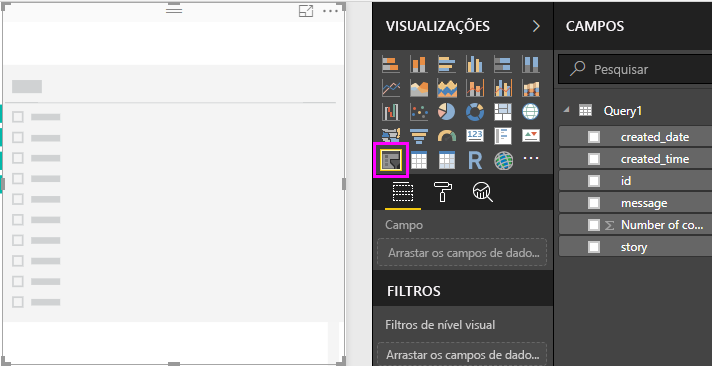 VISUALIZAÇÕES
CAMPOS
Pesquisar
Query1
created_date
created_time
id
message
Σ Number of co...
story
123
R
Campo
Arrastar os campos de dado...
FILTROS
Filtros de nível visual
Arrastar os campos de dado...